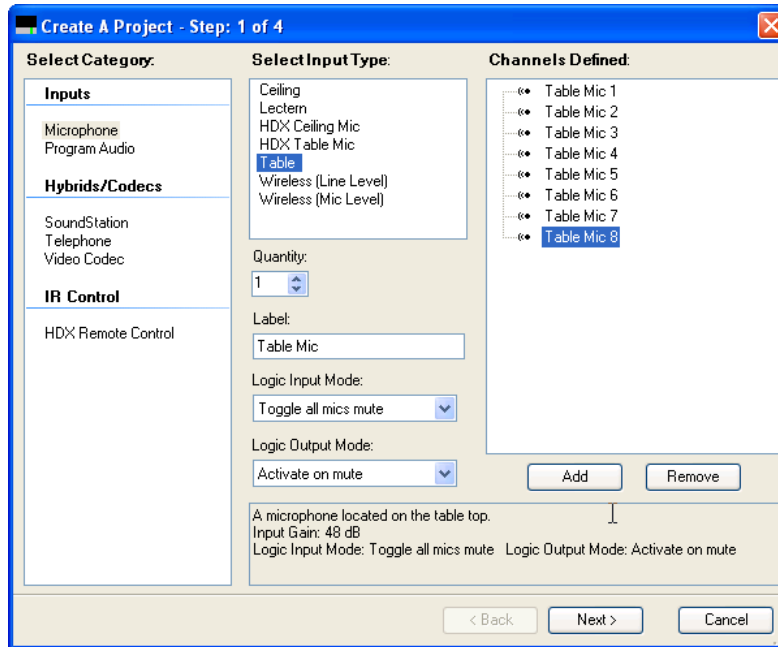 Create A Project - Step: 1 of 4
Select Category:
Inputs
Microphone
Program Audio
Hybrids/Codecs
SoundStation
Telephone
Video Codec
IR Control
HDX Remote Control
Select Input Type:
Ceiling
Lectern
HDX Ceiling Mic
HDX Table Mic
Table
Wireless (Line Level)
Wireless (Mic Level)
Quantity:
1
Label:
Table Mic
Logic Input Mode:
Toggle all mics mute
Logic Output Mode:
Activate on mute
Channels Defined:
Table Mic 1
Table Mic 2
Table Mic 3
Table Mic 4
Table Mic 5
Table Mic 6
Table Mic 7
Table Mic 8
Add
Remove
A microphone located on the table top.
Input Gain: 48 dB
Logic Input Mode: Toggle all mics mute Logic Output Mode: Activate on mute
< Back
Next >
Cancel